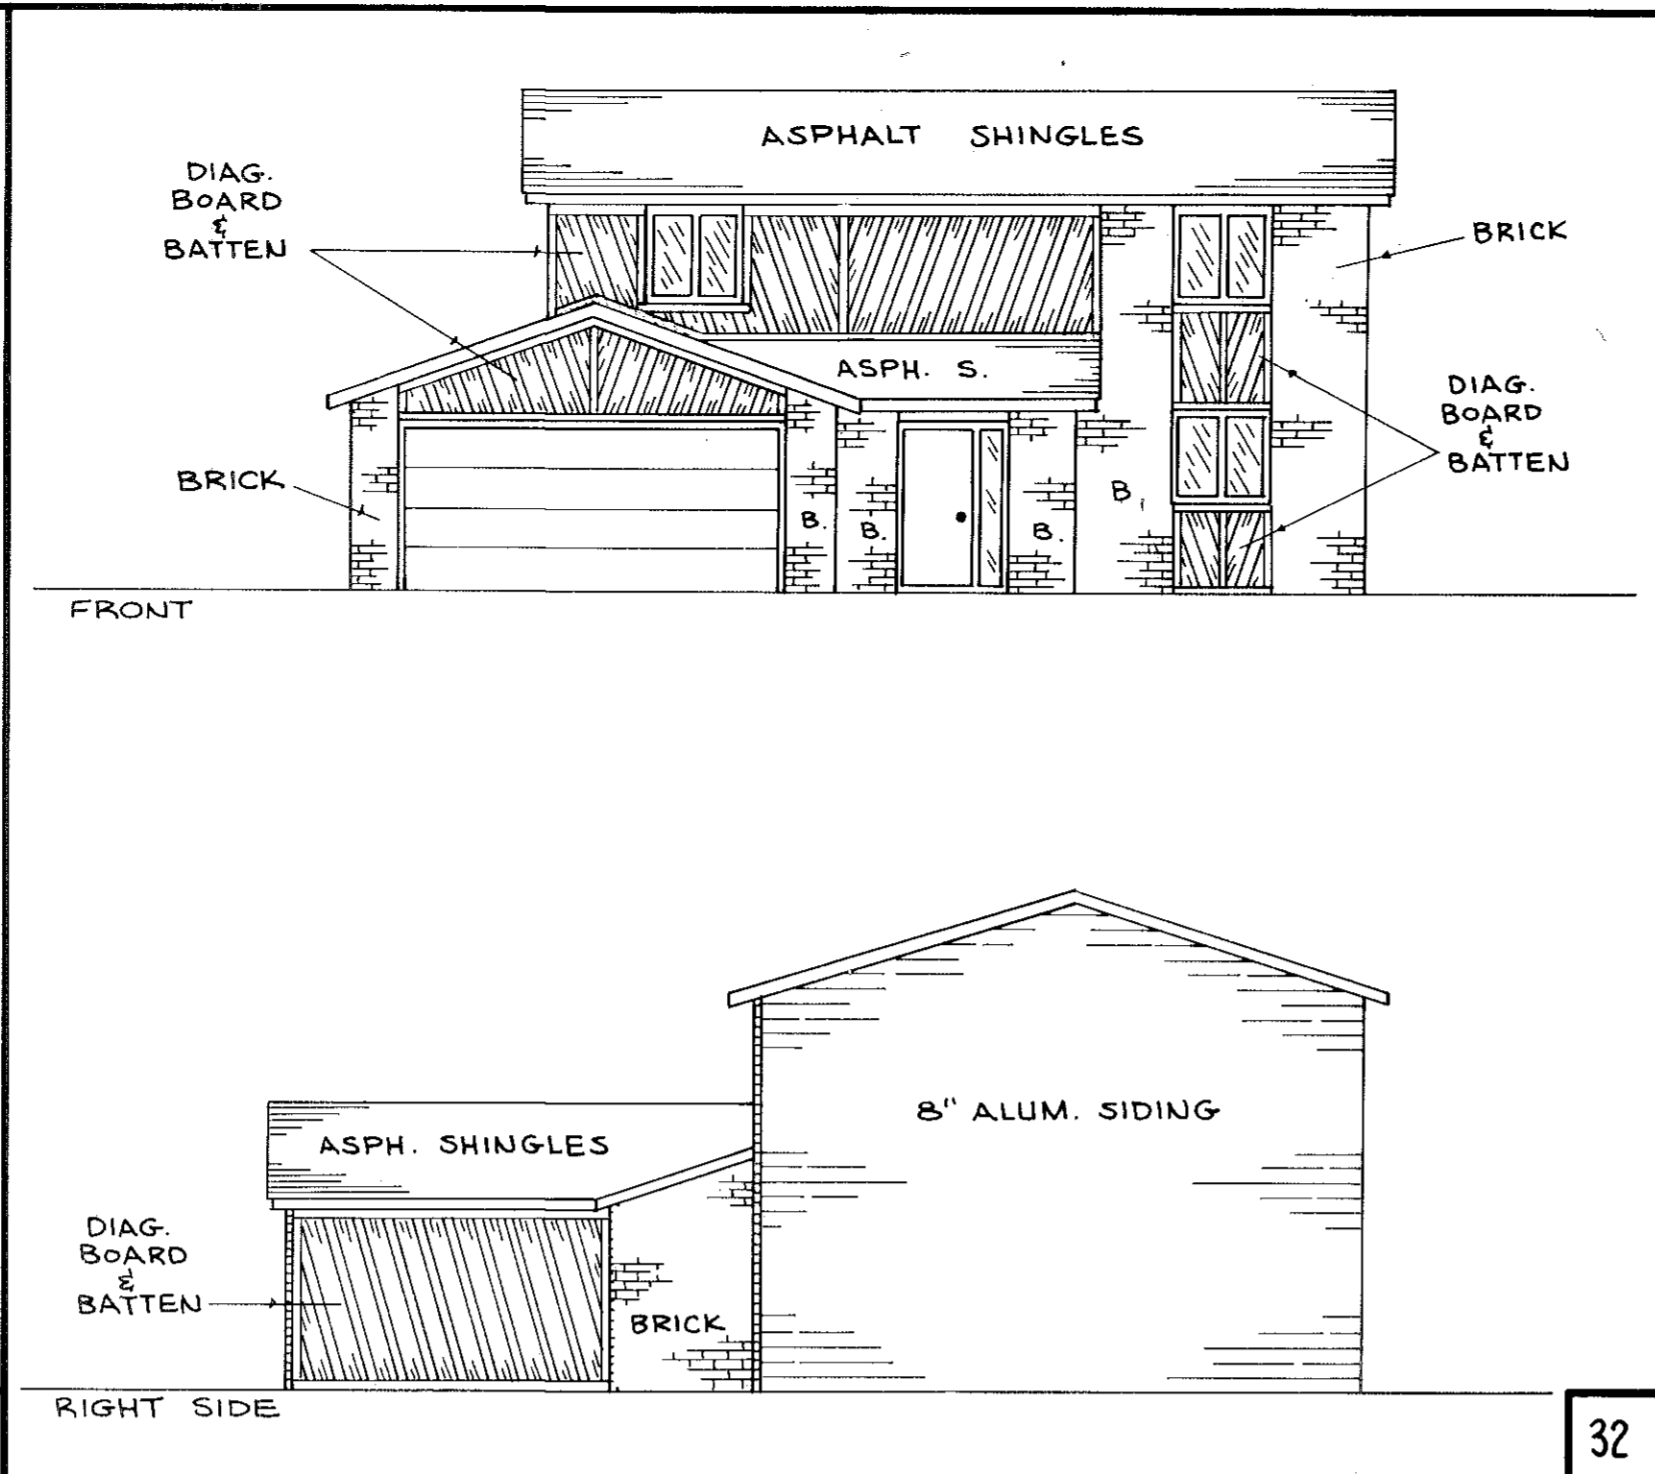 ASPHALT SHINGLES
DIAG.
BOARD
&
BATTEN
BRICK
ASPH. S.
DIAG.
BOARD
&
BATTEN
BRICK
B.
B.
B.
B.
FRONT
8" ALUM. SIDING
ASPH. SHINGLES
DIAG.
BOARD
&
BATTEN
BRICK
RIGHT SIDE
32